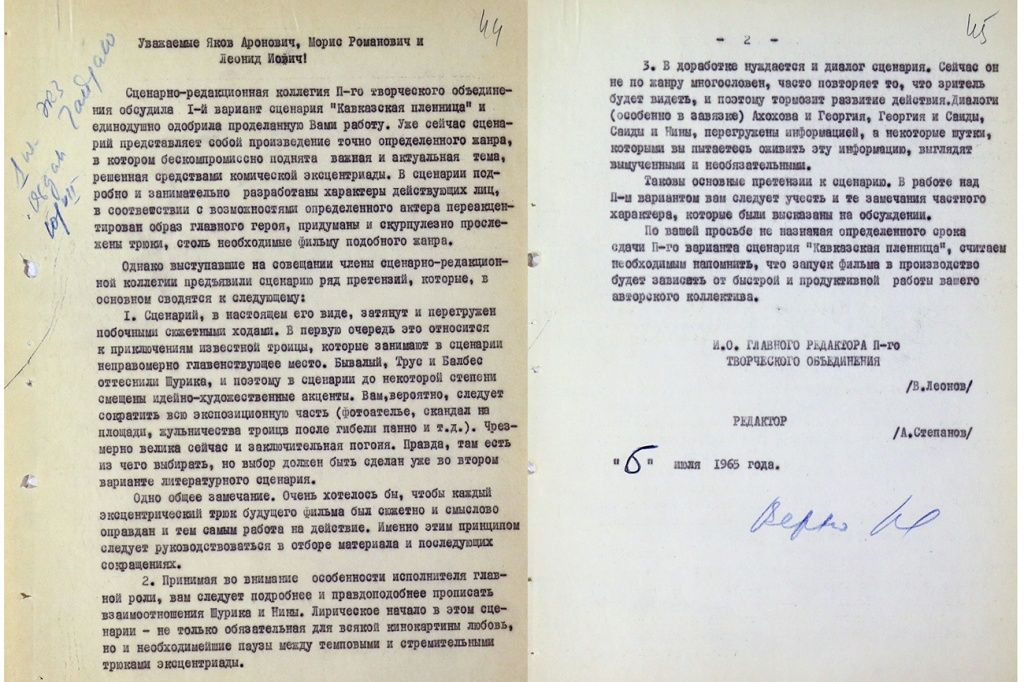 44
1й экз
отдан
Гайдаю
Уважаемые Яков Аронович, Морис Романович и
Леонид Иович!
Сценарно-редакционная коллегия П-го творческого объедине-
ния обсудила I-й вариант сценария "Кавказская пленница" и
единодушно одобрила проделанную Вами работу. Уже сейчас сцена-
рий представляет собой произведение точно определенного жанра,
в котором бескомпромиссно поднята важная и актуальная тема,
решенная средствами комической эксцентриады. В сценарии под-
робно и занимательно разработаны характеры действующих лиц,
в соответствии с возможностями определенного актера переакцен-
тирован образ главного героя, придуманы и скурпулезно просле-
жены трюки, столь необходимые фильму подобного жанра.
Однако выступавшие на совещании члены сценарно-редакцион-
ной коллегии предъявили сценарию ряд претензий, которые, в
основном сводятся к следующему:
I. Сценарий, в настоящем его виде, затянут и перегружен
побочными сюжетными ходами. В первую очередь это относится
к приключениям известной троицы, которые занимают в сценарии
неправомерно главенствующее место. Бывалый, Трус и Балбес
оттеснили Шурика, и поэтому в сценарии до некоторой степени
смещены идейно-художественные акценты. Вам,вероятно, следует
сократить всю экспозиционную часть (фотоателье, скандал на
площади, жульничества троицы после гибели панно и т.д.). Чрез-
мерно велика сейчас и заключительная погоня. Правда, там есть
из чего выбирать, но выбор должен быть сделан уже во втором
варианте литературного сценария.
Одно общее замечание. Очень хотелось бы, чтобы каждый
эксцентрический трюк будущего фильма был сюжетно и смыслово
оправдан и тем самым работа на действие. Именно этим принципом
следует руководствоваться в отборе материала и последующих
сокращениях.
2. Принимая во внимание особенности исполнителя глав-
ной роли, вам следует подробнее и правдоподобнее прописать
взаимоотношения Шурика и Нины. Лирическое начало в этом сце-
нарии - не только обязательная для всякой кинокартины любовь,
но и необходимейшие паузы между темповыми и стремительными
трюками эксцентриады.
45
- 2 -
3. В доработке нуждается и диалог сценария. Сейчас он
не по жанру многословен, часто повторяет то, что зритель
будет видеть, и поэтому тормозит развитие действия.Диалоги
(особенно в завязке) Ахохова и Георгия, Георгия и Саиды,
Саиды и Нины, перегружены информацией, а некоторые шутки,
которыми вы пытаетесь оживить эту информацию, выглядят
вымученными и необязательными.
Таковы основные претензии к сценарию. В работе над
П-м вариантом вам следует учесть и те замечания частного
характера, которые были высказаны на обсуждении.
По вашей просьбе не назначая определенного срока
сдачи П-го варианта сценария "Кавказская пленница", считаем
необходимым напомнить, что запуск фильма в производство
будет зависеть от быстрой и продуктивной работы вашего
авторского коллектива.
И.О. ГЛАВНОГО РЕДАКТОРА П-го
ТВОРЧЕСКОГО ОБЪЕДИНЕНИЯ
/В.Леонов/
РЕДАКТОР
/А.Степанов/
"6" июля 1965 года.
Верно